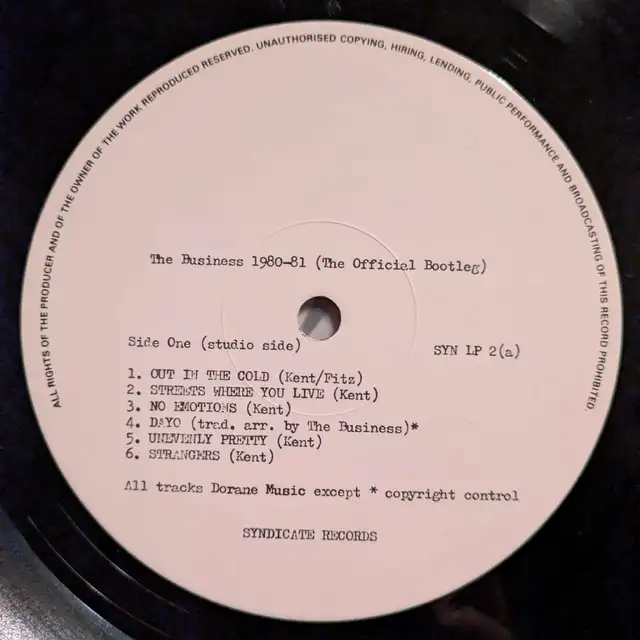 ALL RIGHTS OF THE PRODUCER AND OF THE OWNER OF THE WORK REPRODUCED RESERVED. UNAUTHORISED COPYING, HIRING, LENDING, PUBLIC PERFORMANCE AND BROADCASTING OF THIS RECORD PROHIBITED.
The Business 1980-81 (The Official Bootleg)
Side One (studio side)
SYN LP 2(a)
1. OUT IN THE COLD (Kent/Fitz)
2. STREETS WHERE YOU LIVE (Kent)
3. NO EMOTIONS (Kent)
4. DAYO (trad. arr. by The Business)*
5. UNEVENLY PRETTY (Kent)
6. STRANGERS (Kent)
All tracks Dorane Music except * copyright control
SYNDICATE RECORDS